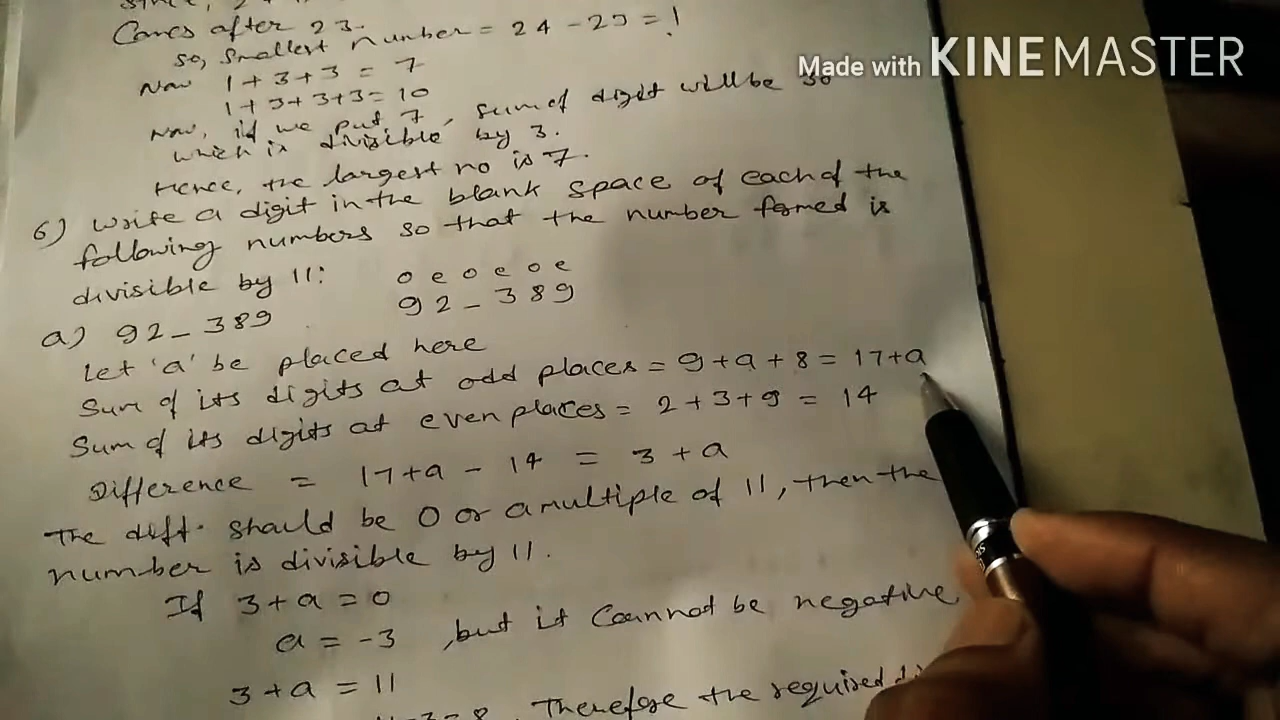 Comes after 23.
so, smallest number = 24 - 23 = 1
Now 1 + 3 + 3 = 7
1 + 3 + 3 + 3 = 10
Now, if we put 7, sum of digit will be 30
which is divisible by 3.
Hence, the largest no is 7.
6) Write a digit in the blank space of each of the
following numbers so that the number formed is
divisible by 11:
o e o e o e
a) 92_389 92_389
Let 'a' be placed here
Sum of its digits at odd places = 9 + a + 8 = 17 + a
Sum of its digits at even places = 2 + 3 + 9 = 14
Difference = 17 + a - 14 = 3 + a
The diff. should be 0 or a multiple of 11, then the
number is divisible by 11.
If 3 + a = 0
a = -3, but it cannot be negative
3 + a = 11
-3 = 8. Therefore the required
Made with KINEMASTER